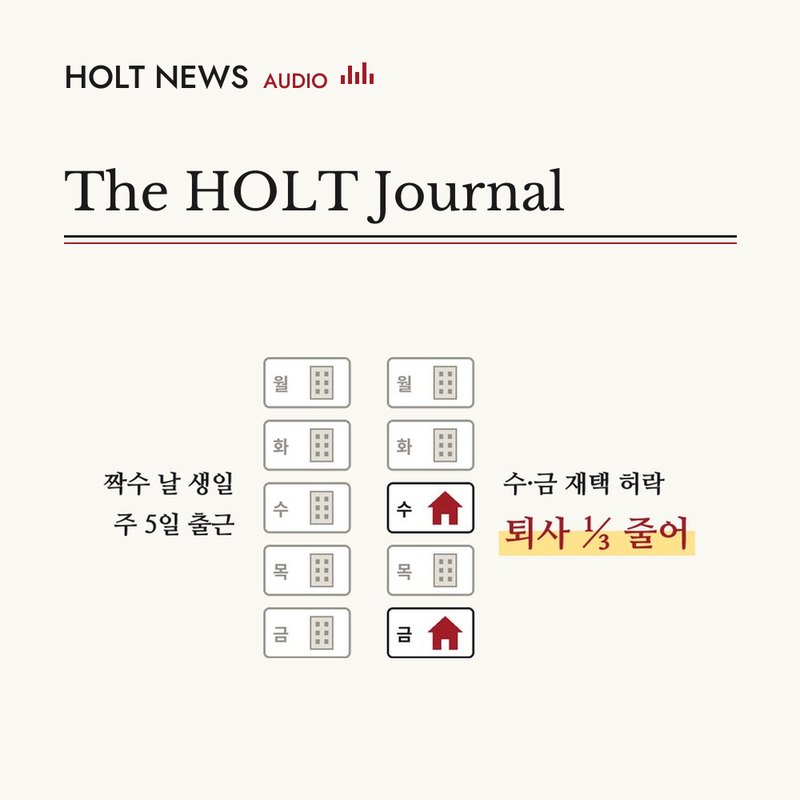 HOLT NEWS AUDIO
The HOLT Journal
짝수 날 생일
주 5일 출근
월
화
수
목
금
월
화
수
목
금
수·금 재택 허락
퇴사 ⅓ 줄어